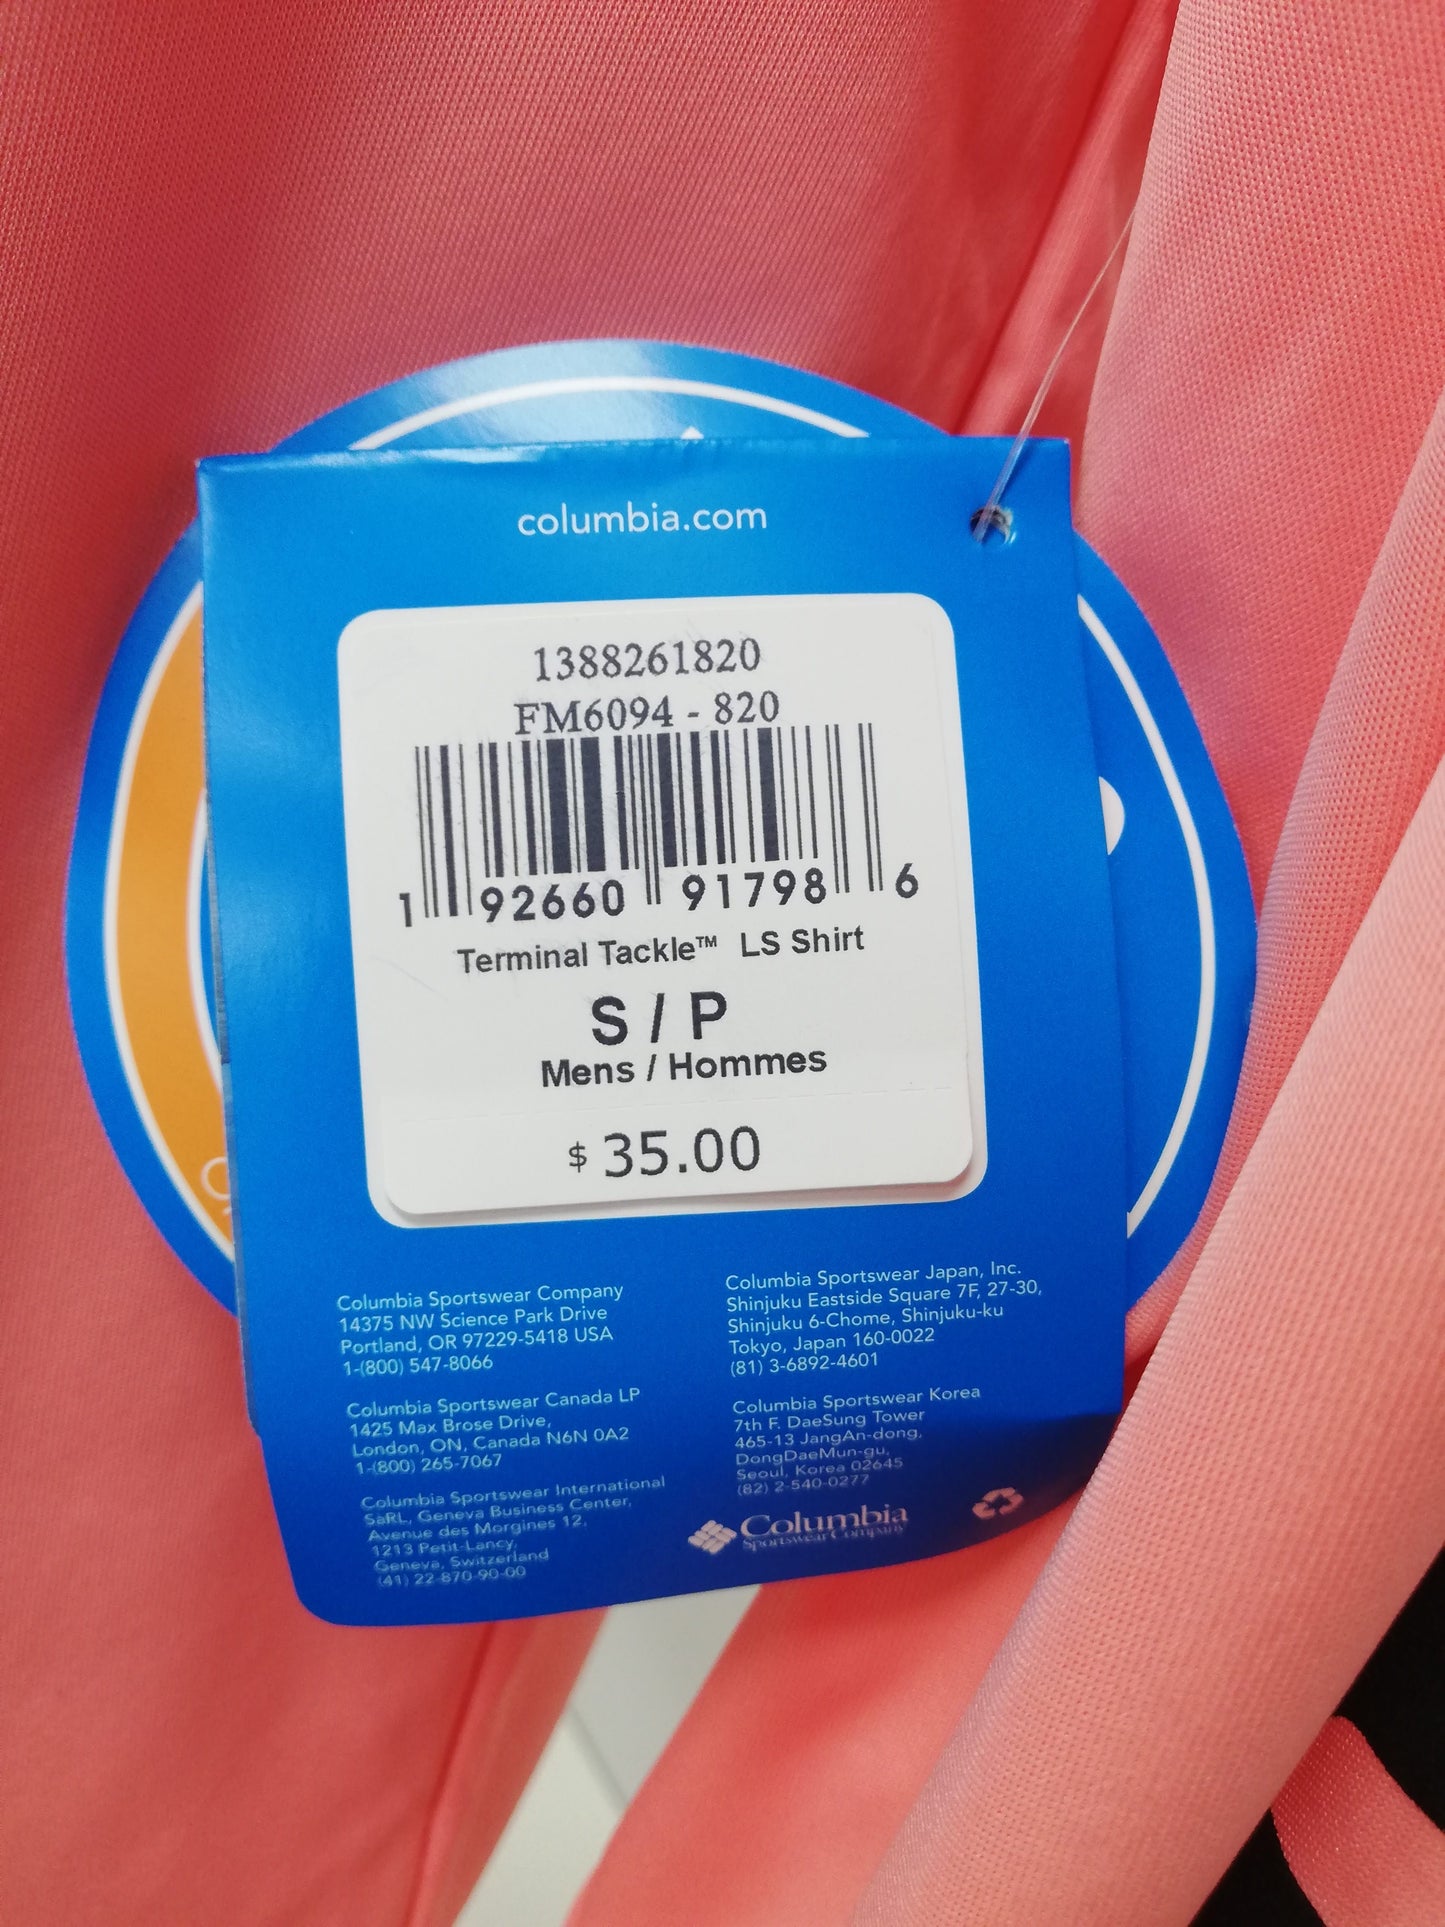 columbia.com
1388261820
FM6094 - 820
1 92660 91798 6
Terminal Tackle™ LS Shirt
S / P
Mens / Hommes
$ 35.00
Columbia Sportswear Company
14375 NW Science Park Drive
Portland, OR 97229-5418 USA
1-(800) 547-8066
Columbia Sportswear Canada LP
1425 Max Brose Drive,
London, ON, Canada N6N 0A2
1-(800) 265-7067
Columbia Sportswear International
SaRL, Geneva Business Center,
Avenue des Morgines 12,
1213 Petit-Lancy,
Geneva, Switzerland
(41) 22-870-90-00
Columbia Sportswear Japan, Inc.
Shinjuku Eastside Square 7F, 27-30,
Shinjuku 6-Chome, Shinjuku-ku
Tokyo, Japan 160-0022
(81) 3-6892-4601
Columbia Sportswear Korea
7th F. DaeSung Tower
465-13 JangAn-dong,
DongDaeMun-gu,
Seoul, Korea 02645
(82) 2-540-0277
Columbia
Sportswear Company